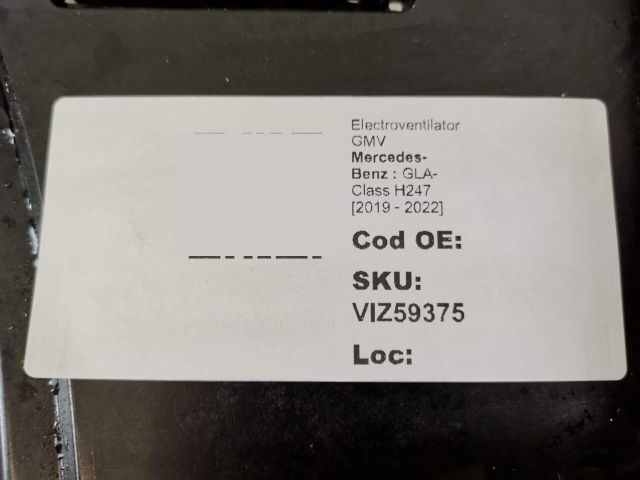 Electroventilator
GMV
Mercedes-
Benz : GLA-
Class H247
[2019 - 2022]
Cod OE:
SKU:
VIZ59375
Loc: